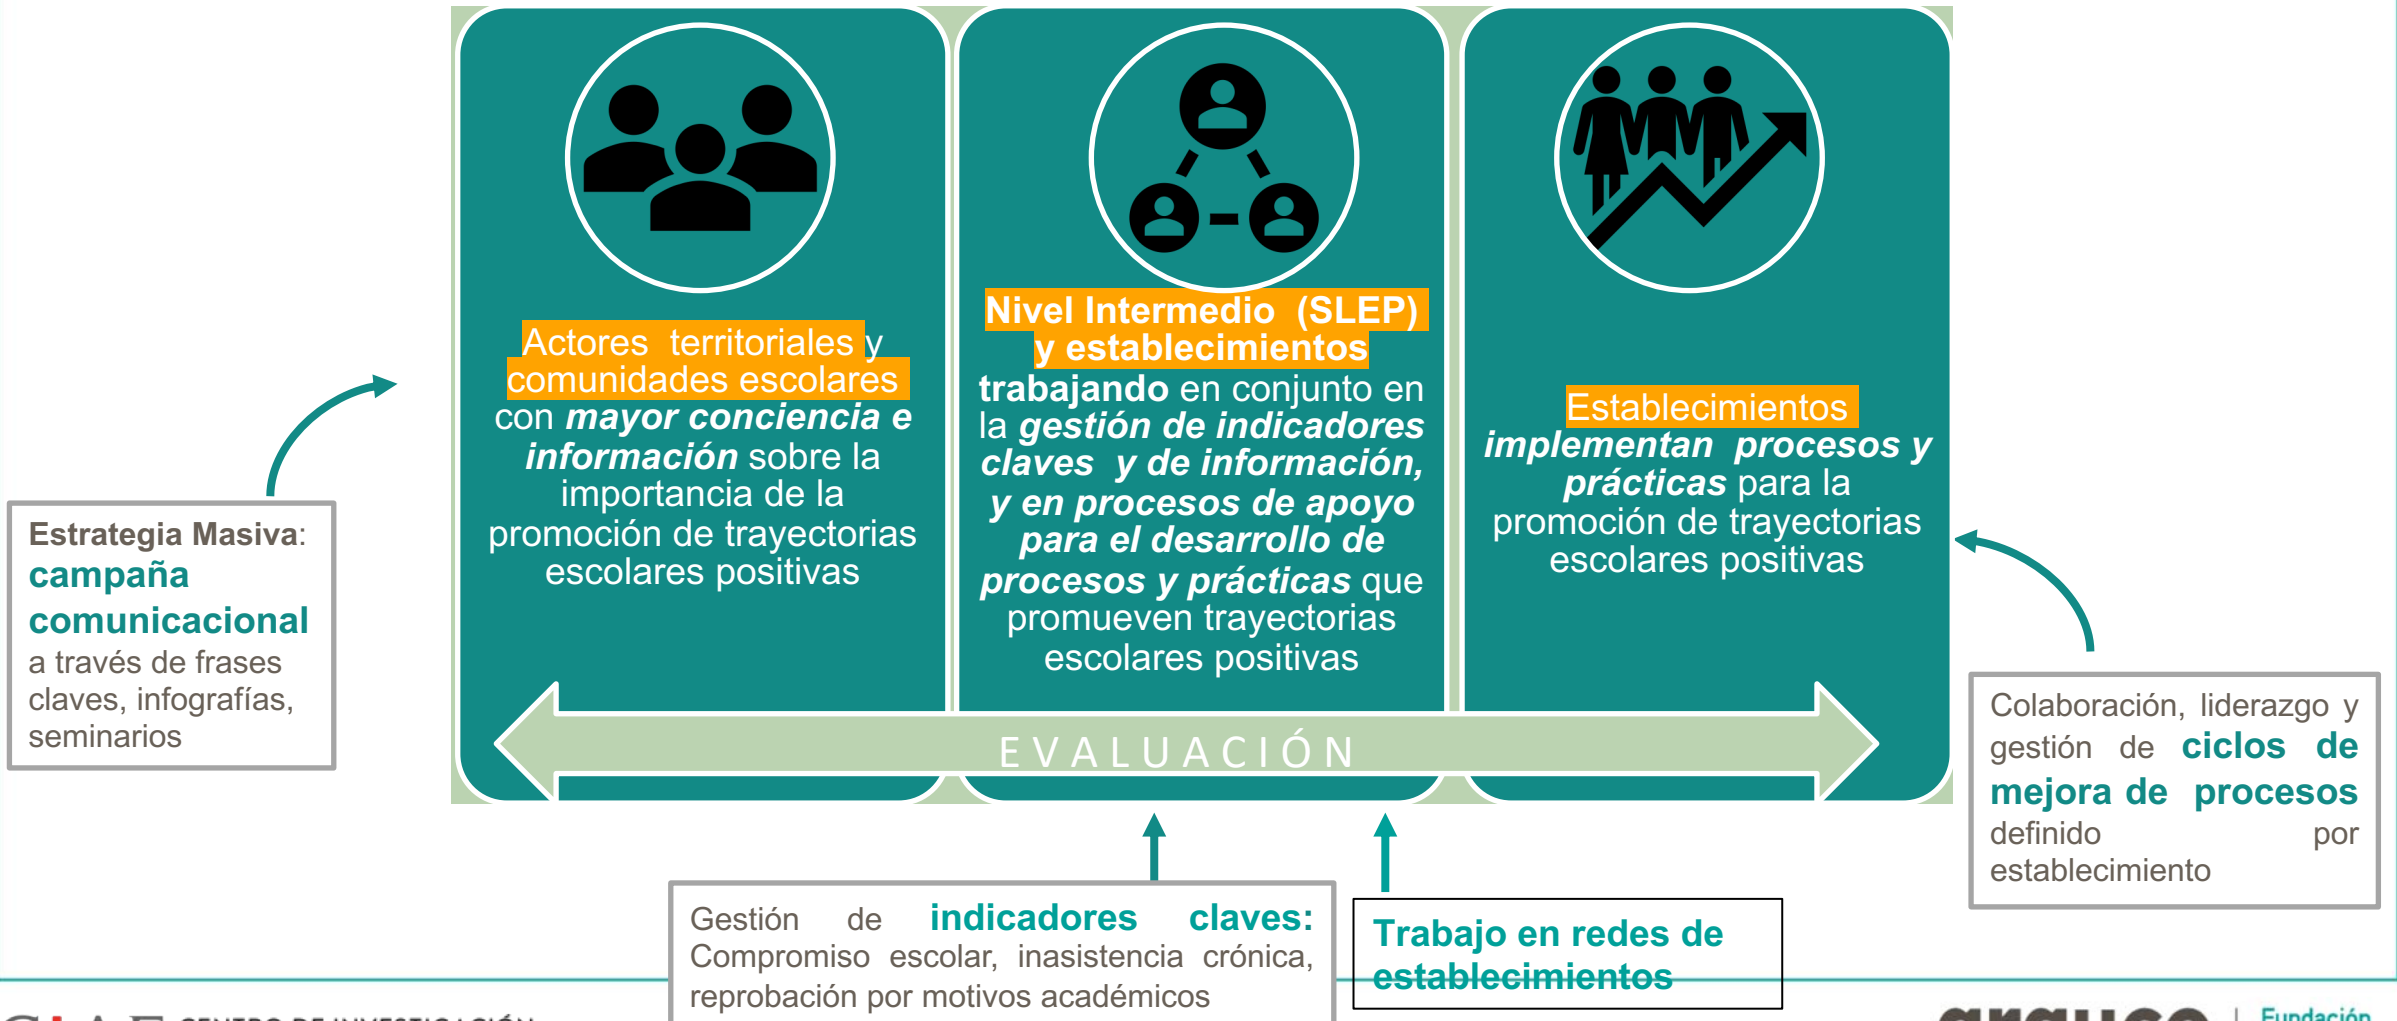 Actores territoriales y
comunidades escolares
con mayor conciencia e
información sobre la
importancia de la
promoción de trayectorias
escolares positivas
Nivel Intermedio (SLEP)
y establecimientos
trabajando en conjunto en
la gestión de indicadores
claves y de información,
y en procesos de apoyo
para el desarrollo de
procesos y prácticas que
promueven trayectorias
escolares positivas
Establecimientos
implementan procesos y
prácticas para la
promoción de trayectorias
escolares positivas
Estrategia Masiva:
campaña
comunicacional
a través de frases
claves, infografías,
seminarios
EVALUACIÓN
Colaboración, liderazgo y
gestión de ciclos de
mejora de procesos
definido por
establecimiento
Gestión de indicadores claves:
Compromiso escolar, inasistencia crónica,
reprobación por motivos académicos
Trabajo en redes de
establecimientos
CENTRO DE INVESTIGACIÓN
arauco
Fundación